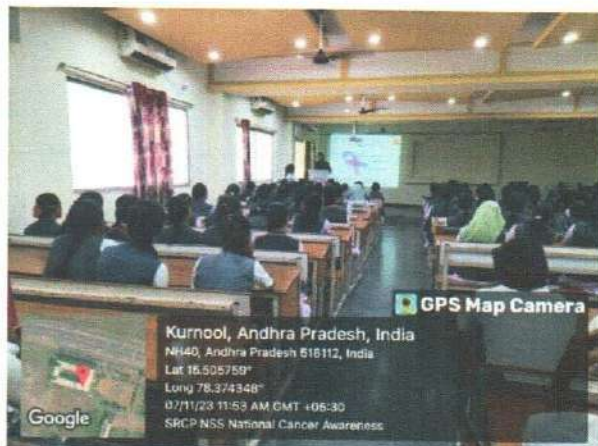 GPS Map Camera
Kurnool, Andhra Pradesh, India
NH40, Andhra Pradesh 518112, India
Lat 15.505759°
Long 78.374348°
07/11/23 11:53 AM GMT +05:30
SRCP NSS National Cancer Awareness
Google